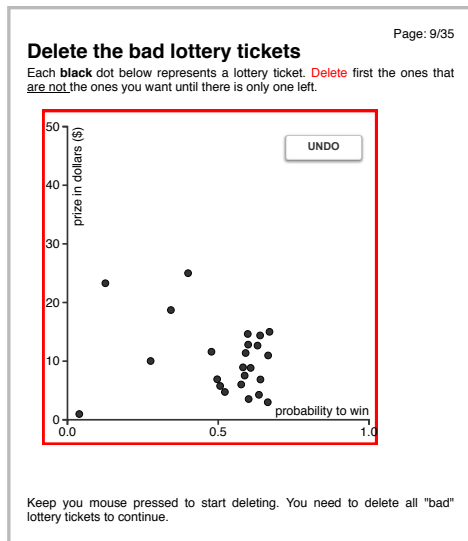 Page: 9/35
Delete the bad lottery tickets
Each black dot below represents a lottery ticket. Delete first the ones that
are not the ones you want until there is only one left.
50
prize in dollars ($)
UNDO
40
30
20
10
0
probability to win
0.0
0.5
1.0
Keep you mouse pressed to start deleting. You need to delete all "bad"
lottery tickets to continue.